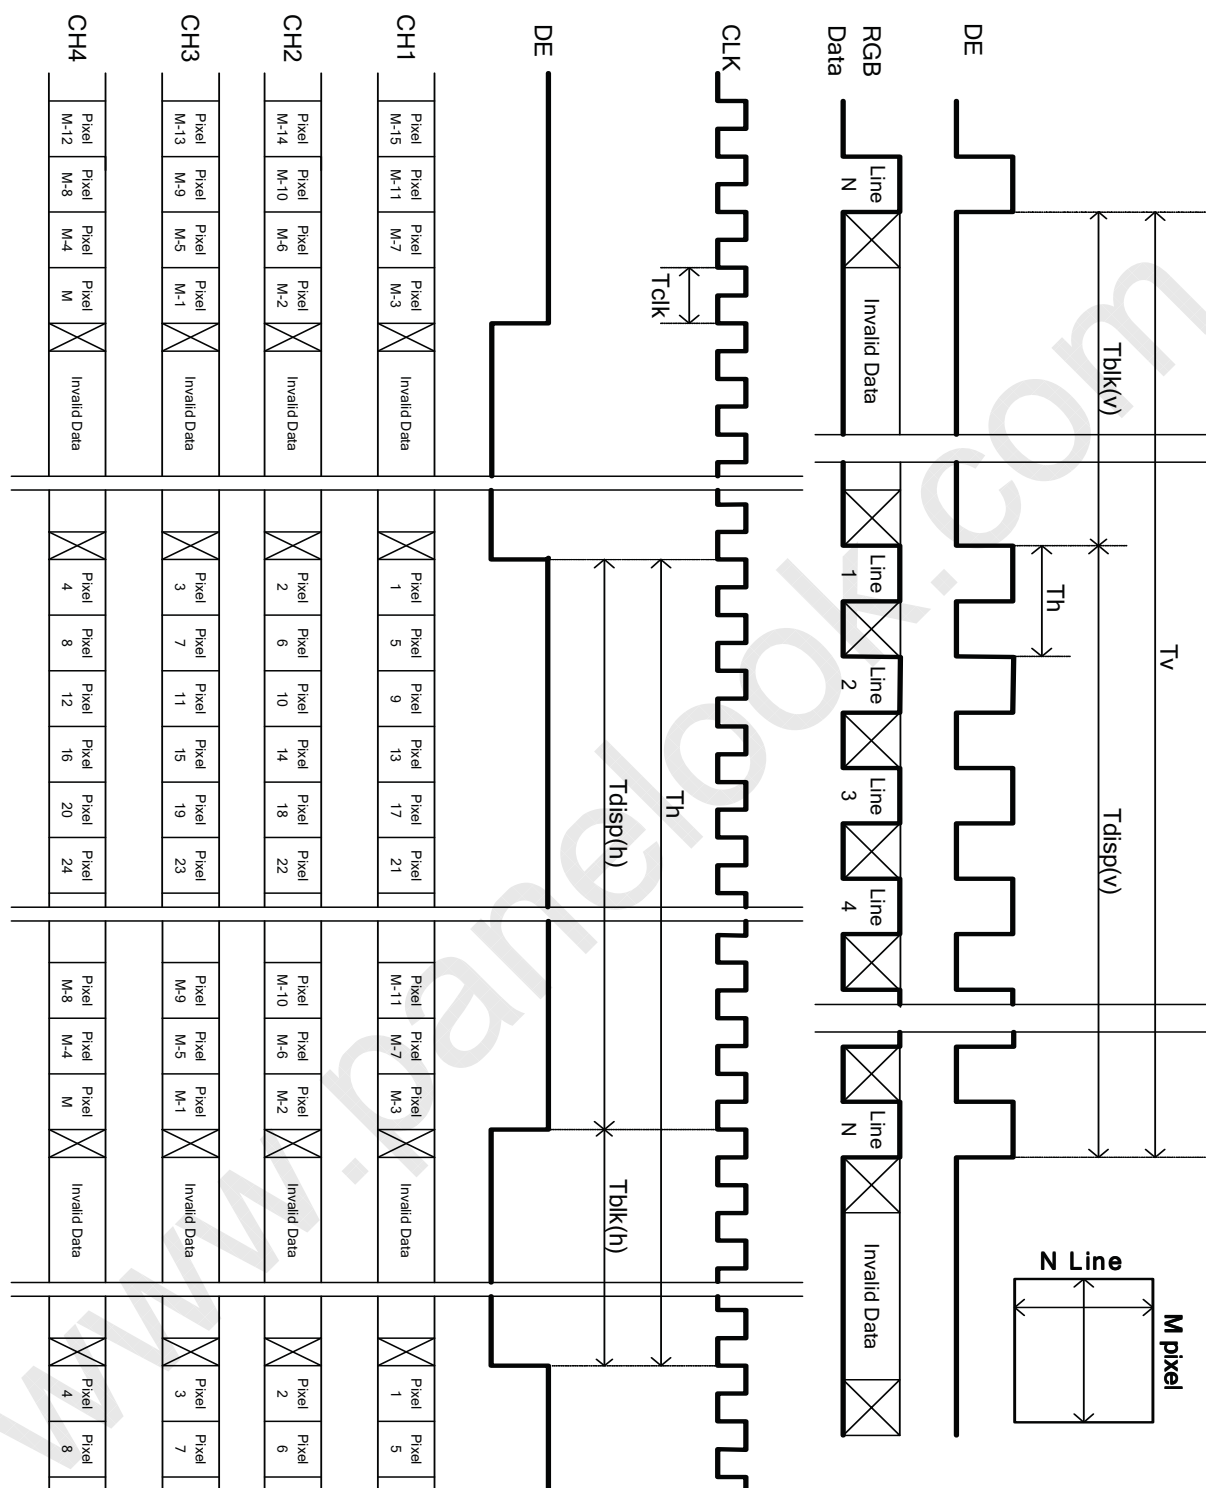 DE
RGB
Data
Line
N
Invalid Data
Line
1
Line
2
Line
3
Line
4
Line
N
Invalid Data
Tv
Tblk(v)
Tdisp(v)
Th
N Line
M pixel
CLK
Tclk
DE
Th
Tdisp(h)
Tblk(h)
CH1
Pixel
M-15
Pixel
M-11
Pixel
M-7
Pixel
M-3
Invalid Data
Pixel
1
Pixel
5
Pixel
9
Pixel
13
Pixel
17
Pixel
21
Pixel
M-11
Pixel
M-7
Pixel
M-3
Invalid Data
Pixel
1
Pixel
5
CH2
Pixel
M-14
Pixel
M-10
Pixel
M-6
Pixel
M-2
Invalid Data
Pixel
2
Pixel
6
Pixel
10
Pixel
14
Pixel
18
Pixel
22
Pixel
M-10
Pixel
M-6
Pixel
M-2
Invalid Data
Pixel
2
Pixel
6
CH3
Pixel
M-13
Pixel
M-9
Pixel
M-5
Pixel
M-1
Invalid Data
Pixel
3
Pixel
7
Pixel
11
Pixel
15
Pixel
19
Pixel
23
Pixel
M-9
Pixel
M-5
Pixel
M-1
Invalid Data
Pixel
3
Pixel
7
CH4
Pixel
M-12
Pixel
M-8
Pixel
M-4
Pixel
M
Invalid Data
Pixel
4
Pixel
8
Pixel
12
Pixel
16
Pixel
20
Pixel
24
Pixel
M-8
Pixel
M-4
Pixel
M
Invalid Data
Pixel
4
Pixel
8
www.panelook.com